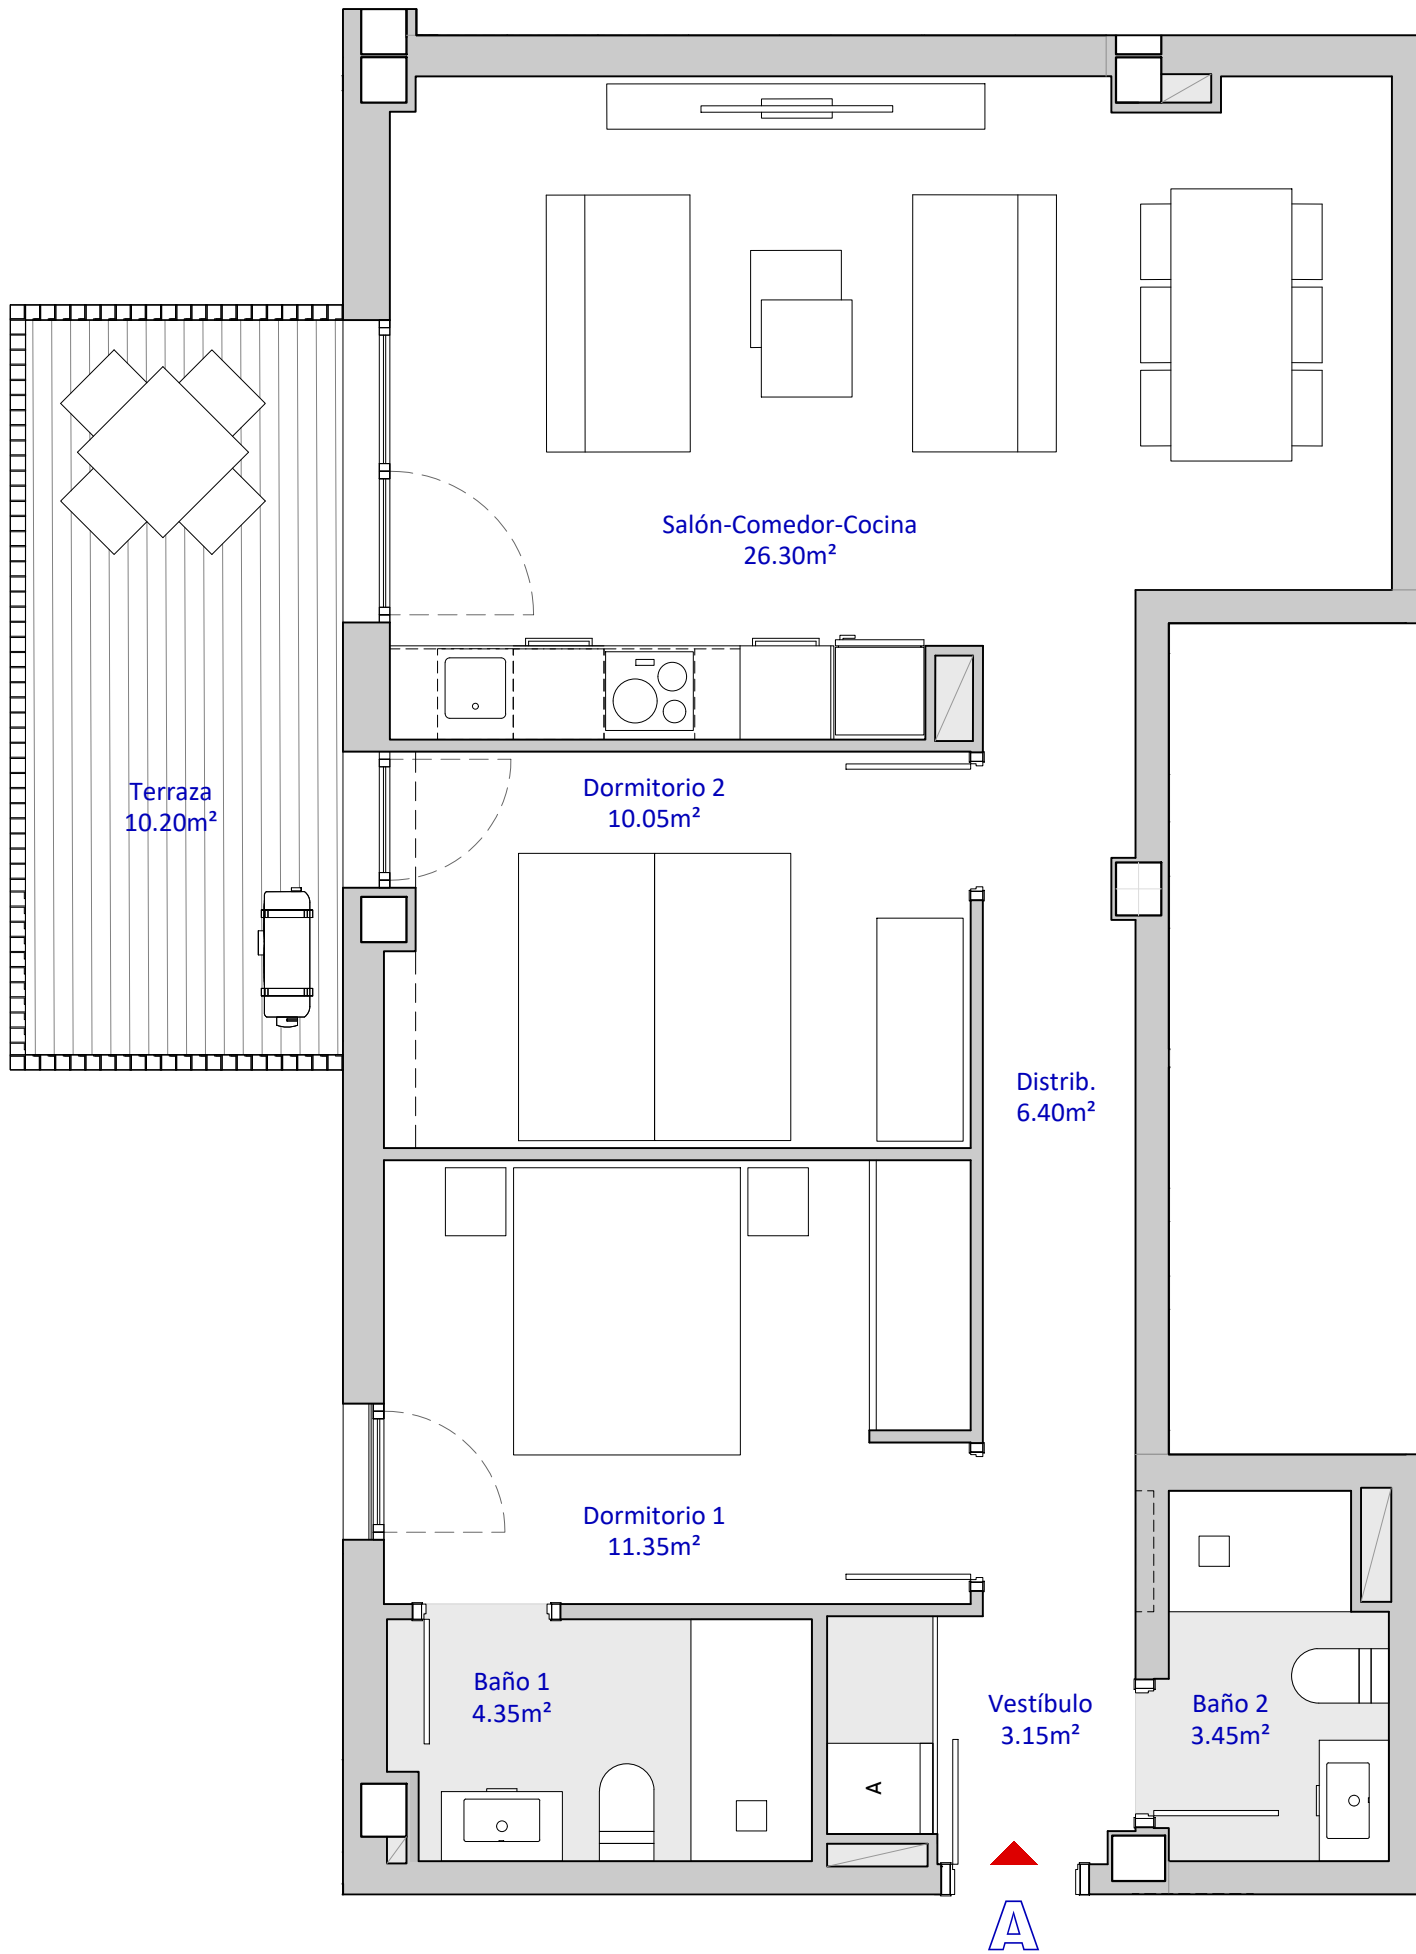 Salón-Comedor-Cocina
26.30m²
Terraza
10.20m²
Dormitorio 2
10.05m²
Distrib.
6.40m²
Dormitorio 1
11.35m²
Baño 1
4.35m²
Vestíbulo
3.15m²
Baño 2
3.45m²
A
A